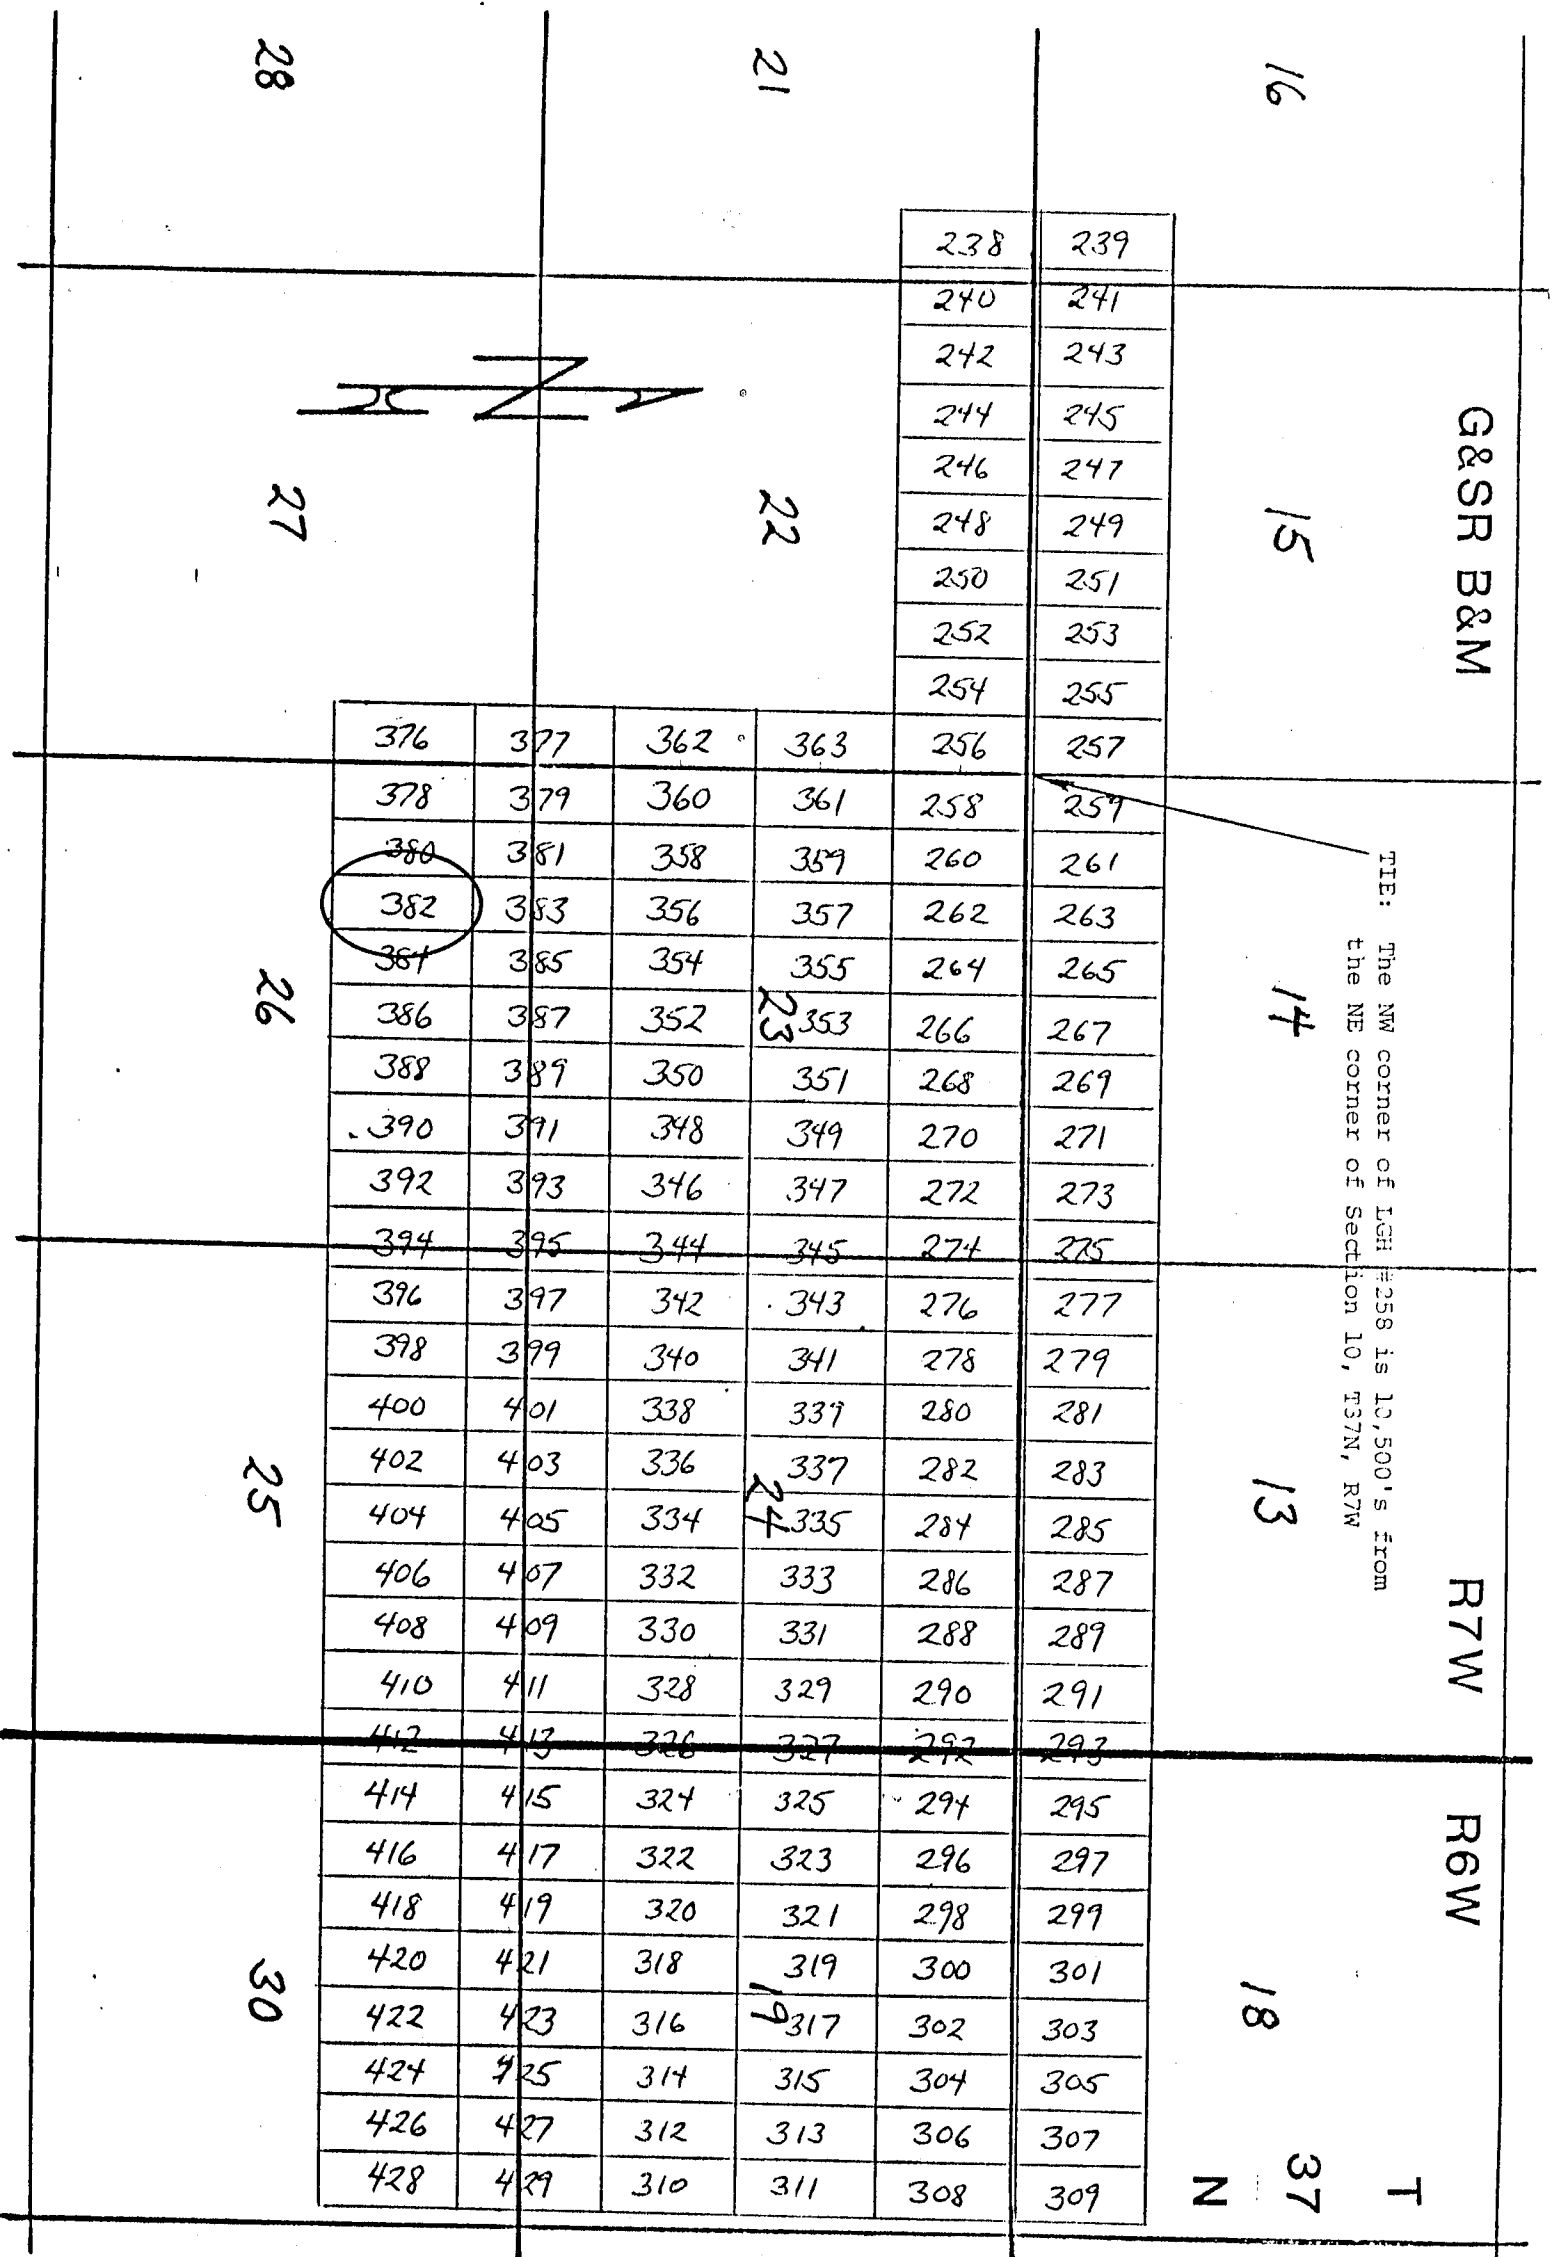 G&SR B&M
R7W
R6W
T
37
N
TIE: The NW corner of LGH #258 is 10,500's from
the NE corner of Section 10, T37N, R7W
16
15
14
13
18
21
22
23
24
19
28
27
26
25
30
N
238 239
240 241
242 243
244 245
246 247
248 249
250 251
252 253
254 255
376 377 362 363 256 257
378 379 360 361 258 259
380 381 358 359 260 261
382 383 356 357 262 263
384 385 354 355 264 265
386 387 352 353 266 267
388 389 350 351 268 269
390 391 348 349 270 271
392 393 346 347 272 273
394 395 344 345 274 275
396 397 342 343 276 277
398 399 340 341 278 279
400 401 338 339 280 281
402 403 336 337 282 283
404 405 334 335 284 285
406 407 332 333 286 287
408 409 330 331 288 289
410 411 328 329 290 291
412 413 326 327 292 293
414 415 324 325 294 295
416 417 322 323 296 297
418 419 320 321 298 299
420 421 318 319 300 301
422 423 316 317 302 303
424 425 314 315 304 305
426 427 312 313 306 307
428 429 310 311 308 309